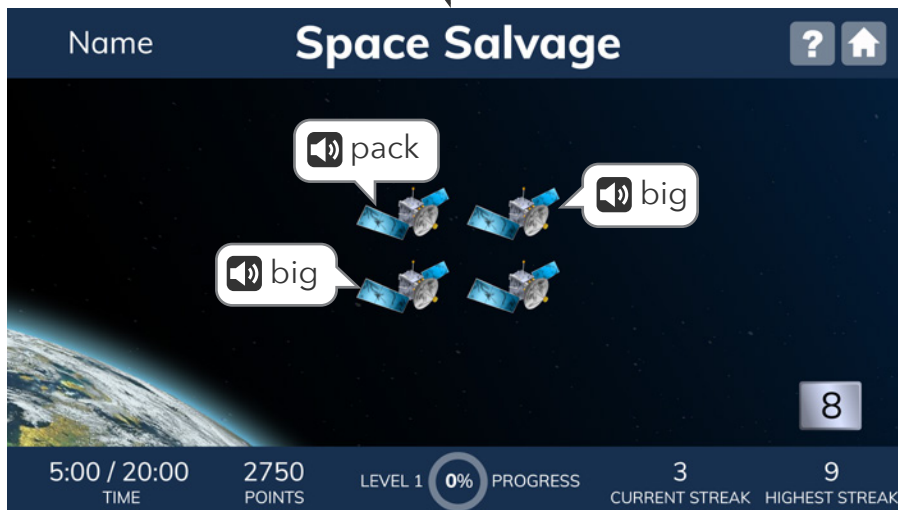 Name
Space Salvage
?
pack
big
big
8
5:00 / 20:00
TIME
2750
POINTS
LEVEL 1
0%
PROGRESS
3
CURRENT STREAK
9
HIGHEST STREAK